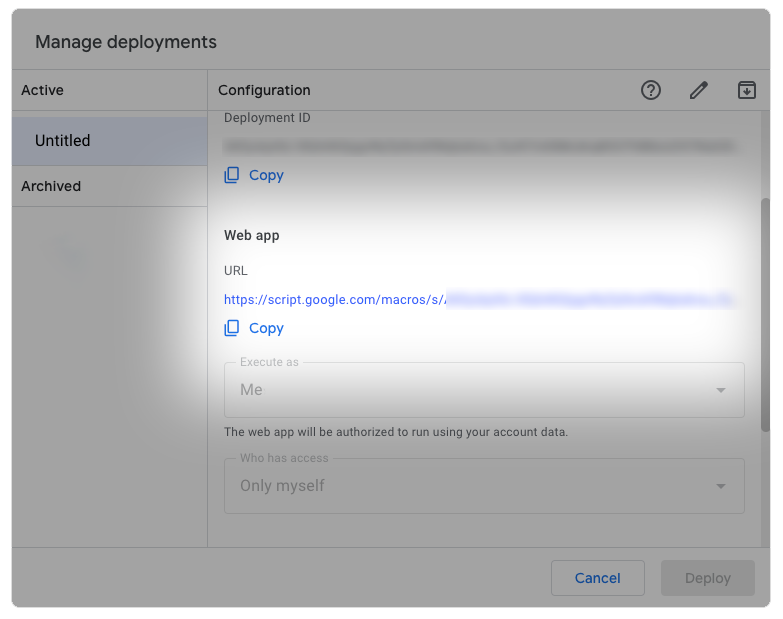 Manage deployments
Active
Configuration
Untitled
Archived
Deployment ID
Copy
Web app
URL
https://script.google.com/macros/s/
Copy
Execute as
Me
The web app will be authorized to run using your account data.
Who has access
Only myself
Cancel
Deploy